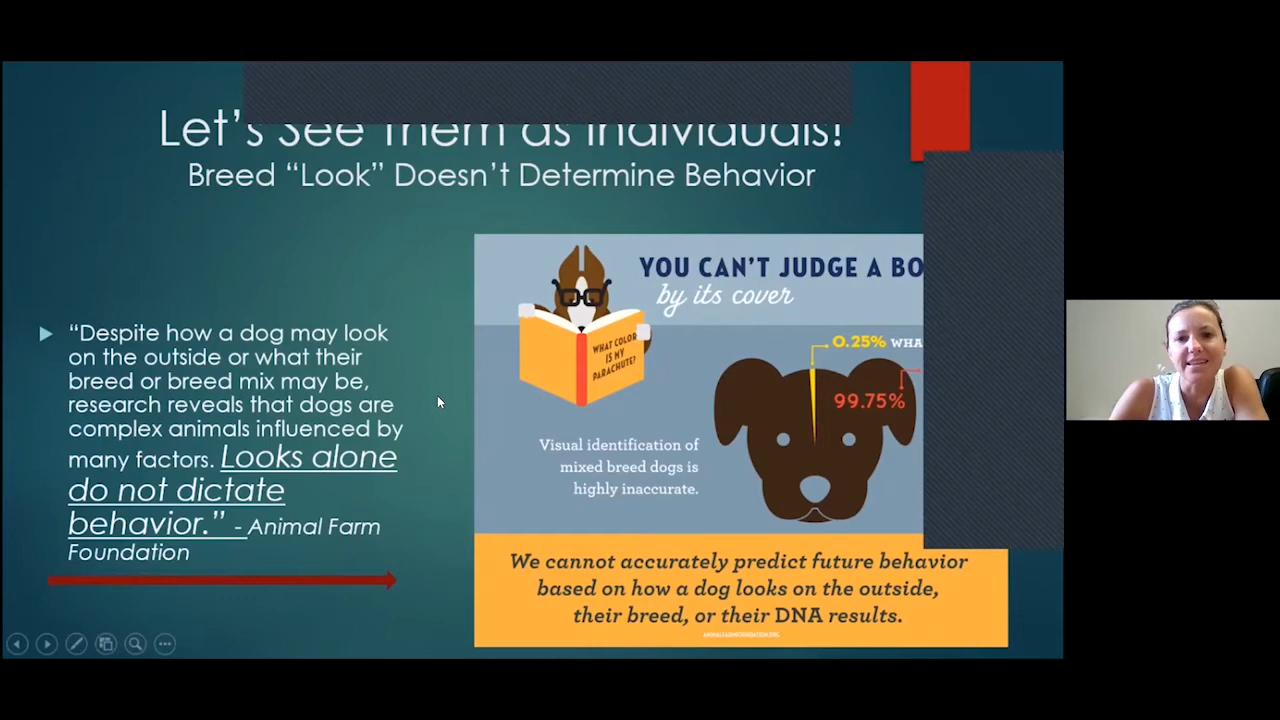 Let's See Them as Individuals!
Breed “Look” Doesn't Determine Behavior
“Despite how a dog may look
on the outside or what their
breed or breed mix may be,
research reveals that dogs are
complex animals influenced by
many factors. Looks alone
do not dictate
behavior.” - Animal Farm
Foundation
YOU CAN'T JUDGE A BO
by its cover
WHAT COLOR
IS MY
PARACHUTE?
0.25% WHA
99.75%
Visual identification of
mixed breed dogs is
highly inaccurate.
We cannot accurately predict future behavior
based on how a dog looks on the outside,
their breed, or their DNA results.
ANIMALFARMFOUNDATION.ORG